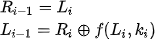 R_{i-1} = L_i
L_{i-1} = R_i ⊕ f(L_i, k_i)